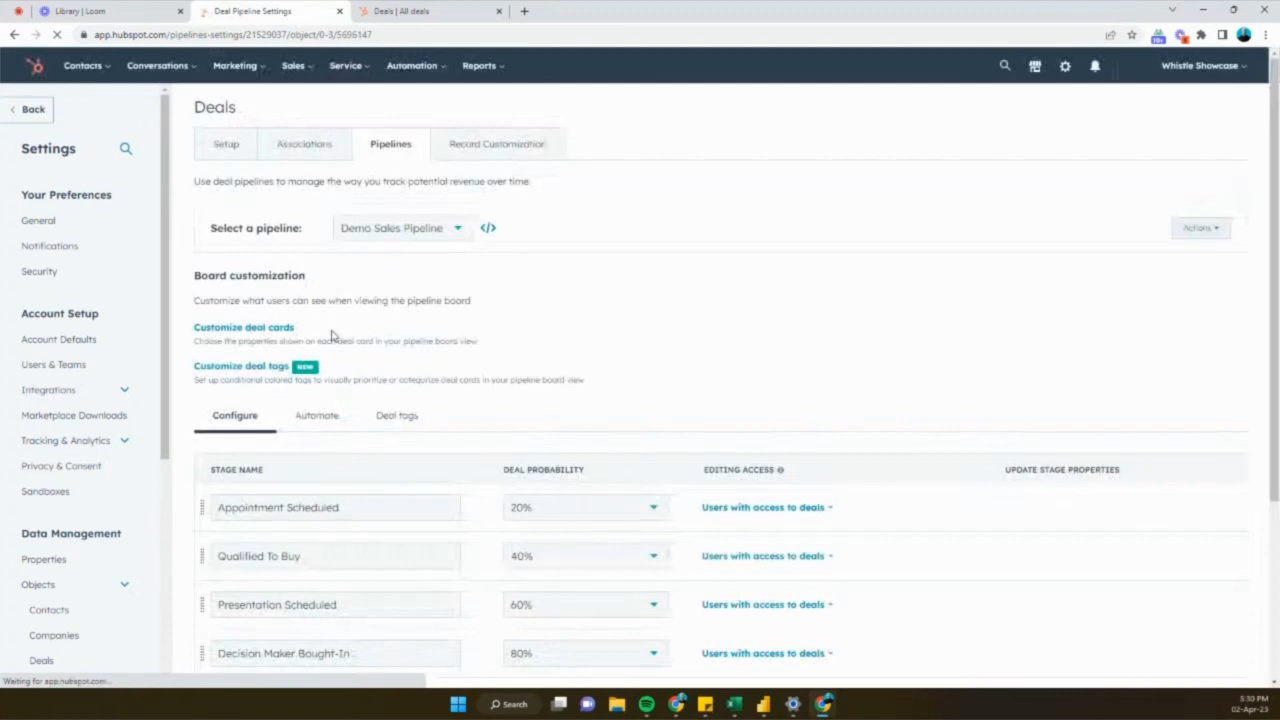 Library | Loom
Deal Pipeline Settings
Deals | All deals
app.hubspot.com/pipelines-settings/21529037/object/0-3/5696147
Contacts
Conversations
Marketing
Sales
Service
Automation
Reports
Whistle Showcase
Back
Settings
Your Preferences
General
Notifications
Security
Account Setup
Account Defaults
Users & Teams
Integrations
Marketplace Downloads
Tracking & Analytics
Privacy & Consent
Sandboxes
Data Management
Properties
Objects
Contacts
Companies
Deals
Deals
Setup
Associations
Pipelines
Record Customization
Use deal pipelines to manage the way you track potential revenue over time
Select a pipeline:
Demo Sales Pipeline
</>
Actions
Board customization
Customize what users can see when viewing the pipeline board
Customize deal cards
Choose the properties shown on each deal card in your pipeline board view
Customize deal tags NEW
Set up conditional colored tags to visually prioritize or categorize deal cards in your pipeline board view
Configure
Automate
Deal tags
STAGE NAME DEAL PROBABILITY EDITING ACCESS UPDATE STAGE PROPERTIES
Appointment Scheduled 20% Users with access to deals
Qualified To Buy 40% Users with access to deals
Presentation Scheduled 60% Users with access to deals
Decision Maker Bought-In 80% Users with access to deals
Waiting for app.hubspot.com...
Search
5:30 PM
02-Apr-23